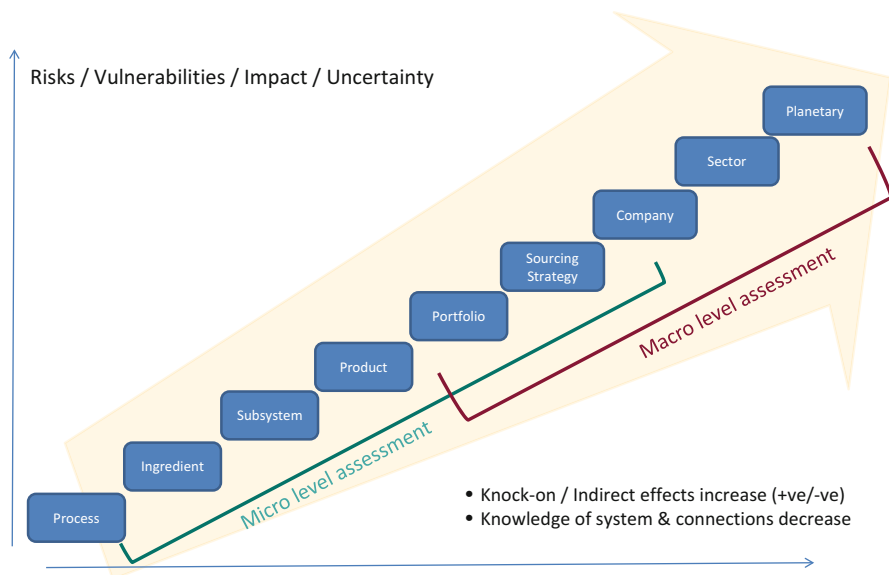 Risks / Vulnerabilities / Impact / Uncertainty
Planetary
Sector
Company
Sourcing
Strategy
Portfolio
Product
Subsystem
Ingredient
Process
Micro level assessment
Macro level assessment
• Knock-on / Indirect effects increase (+ve/-ve)
• Knowledge of system & connections decrease